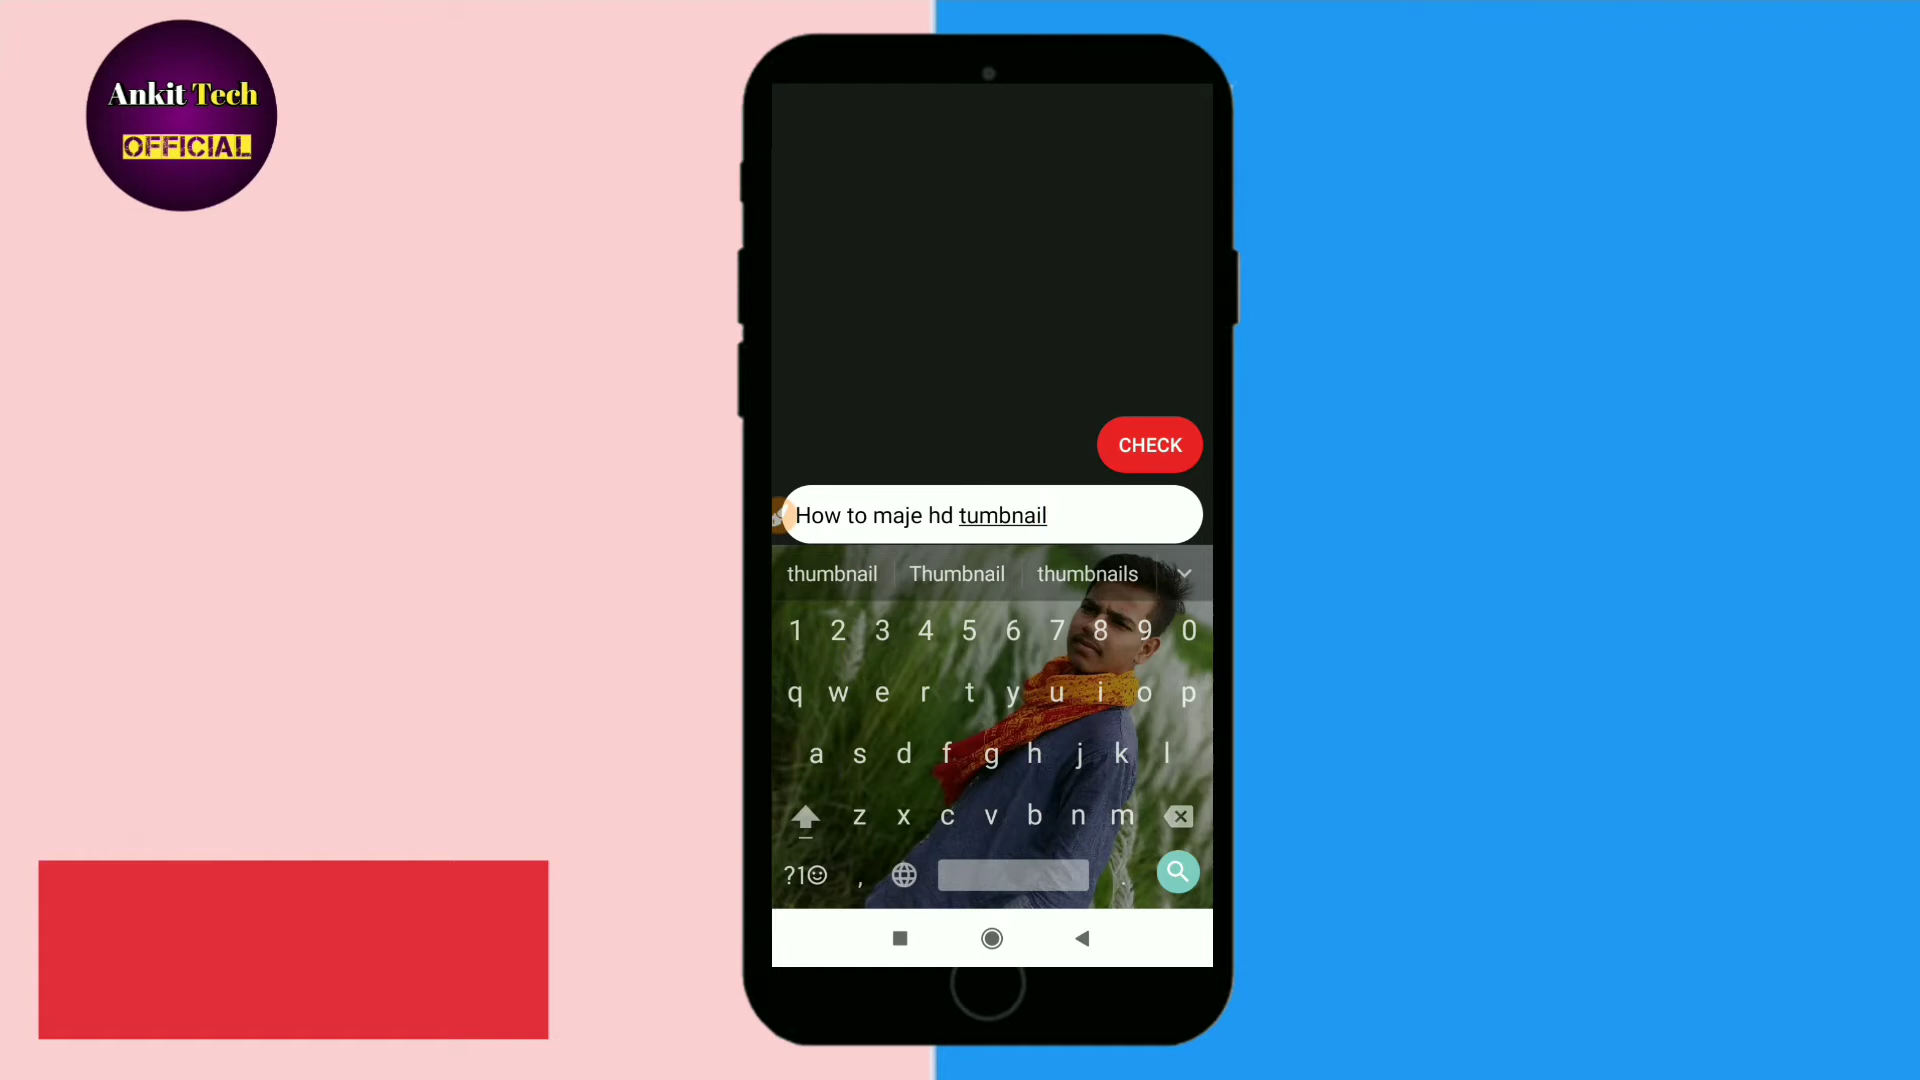 Ankit Tech
OFFICIAL
CHECK
How to maje hd tumbnail
thumbnail Thumbnail thumbnails
1 2 3 4 5 6 7 8 9 0
q w e r t y u i o p
a s d f g h j k l
z x c v b n m
?1☺ , .